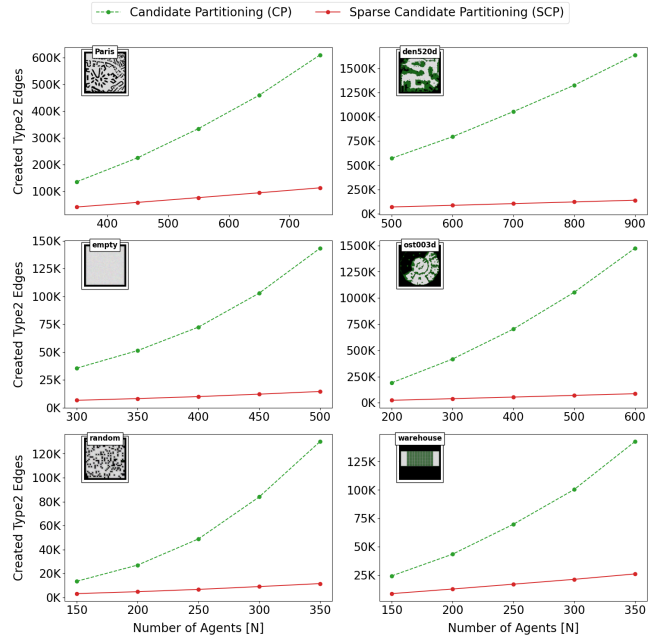 Candidate Partitioning (CP) Sparse Candidate Partitioning (SCP)
Paris
600K
500K
400K
300K
200K
100K
400 500 600 700
Created Type2 Edges
den520d
1500K
1250K
1000K
750K
500K
250K
0K
500 600 700 800 900
empty
150K
125K
100K
75K
50K
25K
0K
300 350 400 450 500
Created Type2 Edges
ost003d
1500K
1250K
1000K
750K
500K
250K
0K
200 300 400 500 600
random
120K
100K
80K
60K
40K
20K
0K
150 200 250 300 350
Created Type2 Edges
Number of Agents [N]
warehouse
125K
100K
75K
50K
25K
150 200 250 300 350
Number of Agents [N]